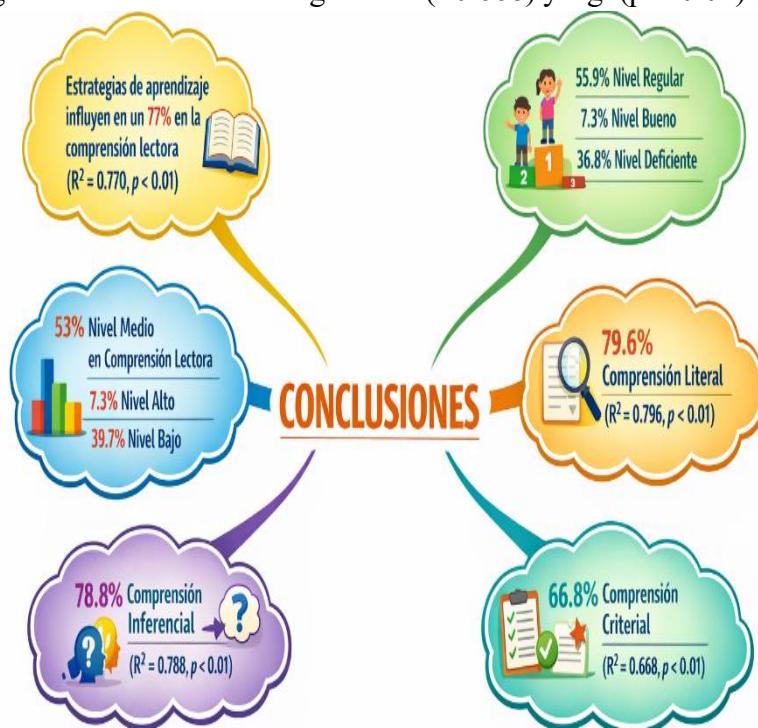 Estrategias de aprendizaje
influyen en un 77% en la
comprensión lectora
(R² = 0.770, p < 0.01)
55.9% Nivel Regular
7.3% Nivel Bueno
36.8% Nivel Deficiente
2
1
3
53% Nivel Medio
en Comprensión Lectora
7.3% Nivel Alto
39.7% Nivel Bajo
CONCLUSIONES
79.6%
Comprensión Literal
(R² = 0.796, p < 0.01)
78.8% Comprensión
Inferencial
?
?
(R² = 0.788, p < 0.01)
66.8% Comprensión
Criterial
(R² = 0.668, p < 0.01)